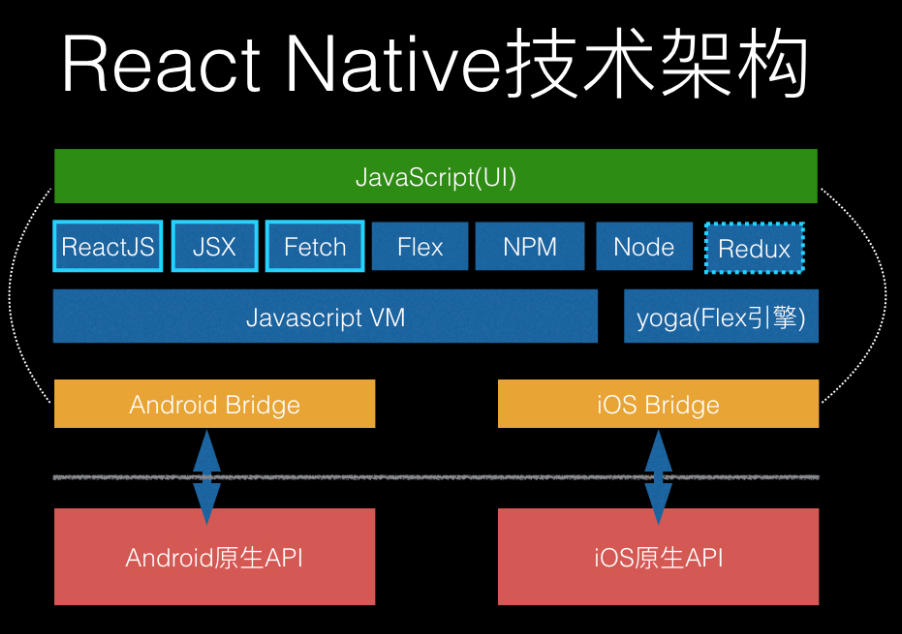 React Native技术架构
JavaScript(UI)
ReactJS
JSX
Fetch
Flex
NPM
Node
Redux
Javascript VM
yoga(Flex引擎)
Android Bridge
iOS Bridge
Android原生API
iOS原生API